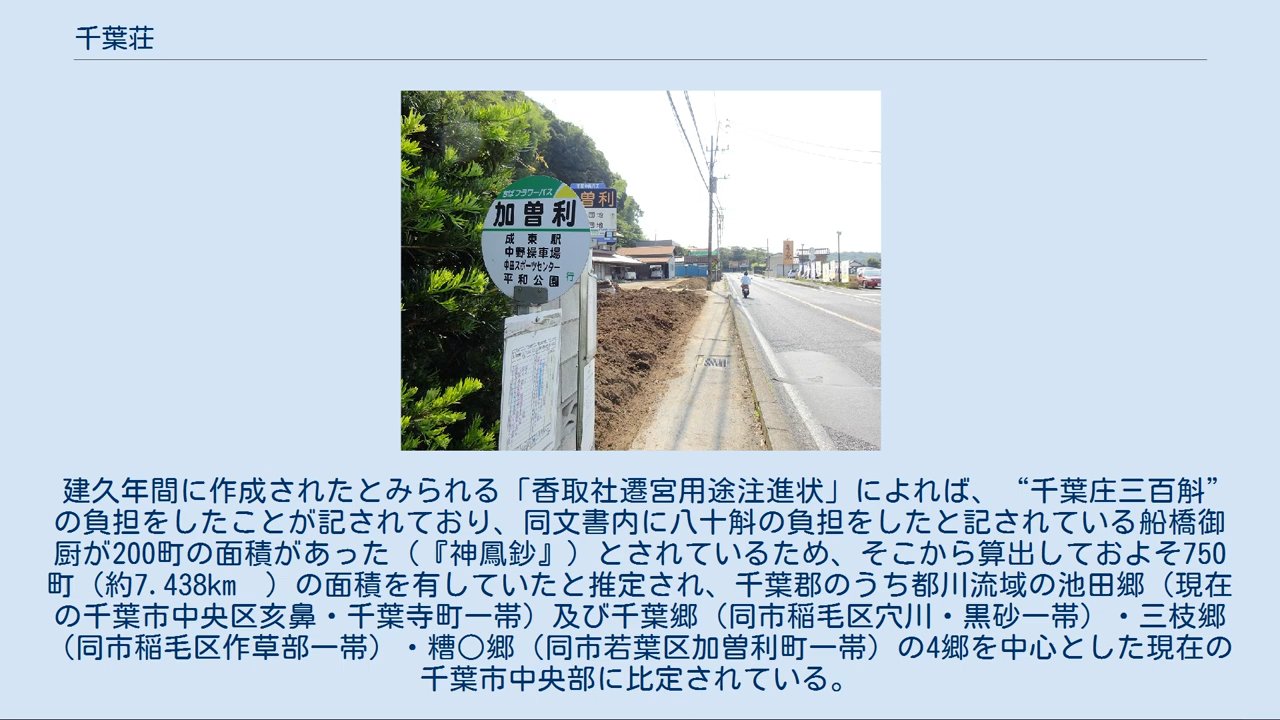 千葉荘
ちばフラワーバス
加曽利
成東駅
中野操車場
中田スポーツセンター
平和公園 行
曽利
建久年間に作成されたとみられる「香取社遷宮用途注進状」によれば、“千葉庄三百斛”
の負担をしたことが記されており、同文書内に八十斛の負担をしたと記されている船橋御
厨が200町の面積があった（『神鳳鈔』）とされているため、そこから算出しておよそ750
町（約7.438km ）の面積を有していたと推定され、千葉郡のうち都川流域の池田郷（現在
の千葉市中央区亥鼻・千葉寺町一帯）及び千葉郷（同市稲毛区穴川・黒砂一帯）・三枝郷
（同市稲毛区作草部一帯）・糟〇郷（同市若葉区加曽利町一帯）の4郷を中心とした現在の
千葉市中央部に比定されている。